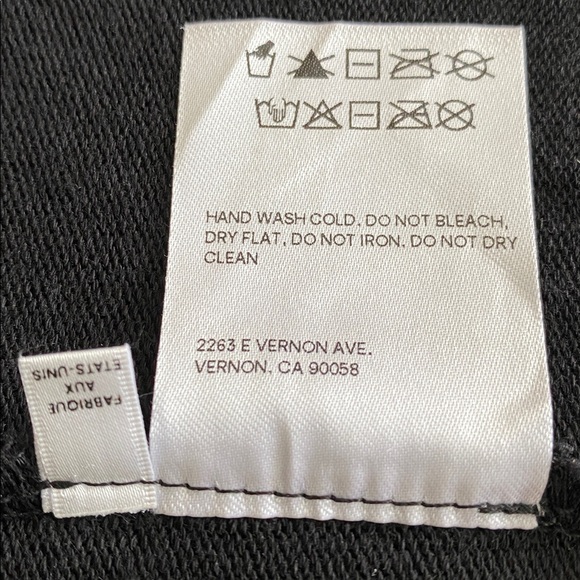 HAND WASH COLD. DO NOT BLEACH,
DRY FLAT, DO NOT IRON. DO NOT DRY
CLEAN
2263 E VERNON AVE.
VERNON. CA 90058
FABRIQUE
AUX
ETATS-UNIS